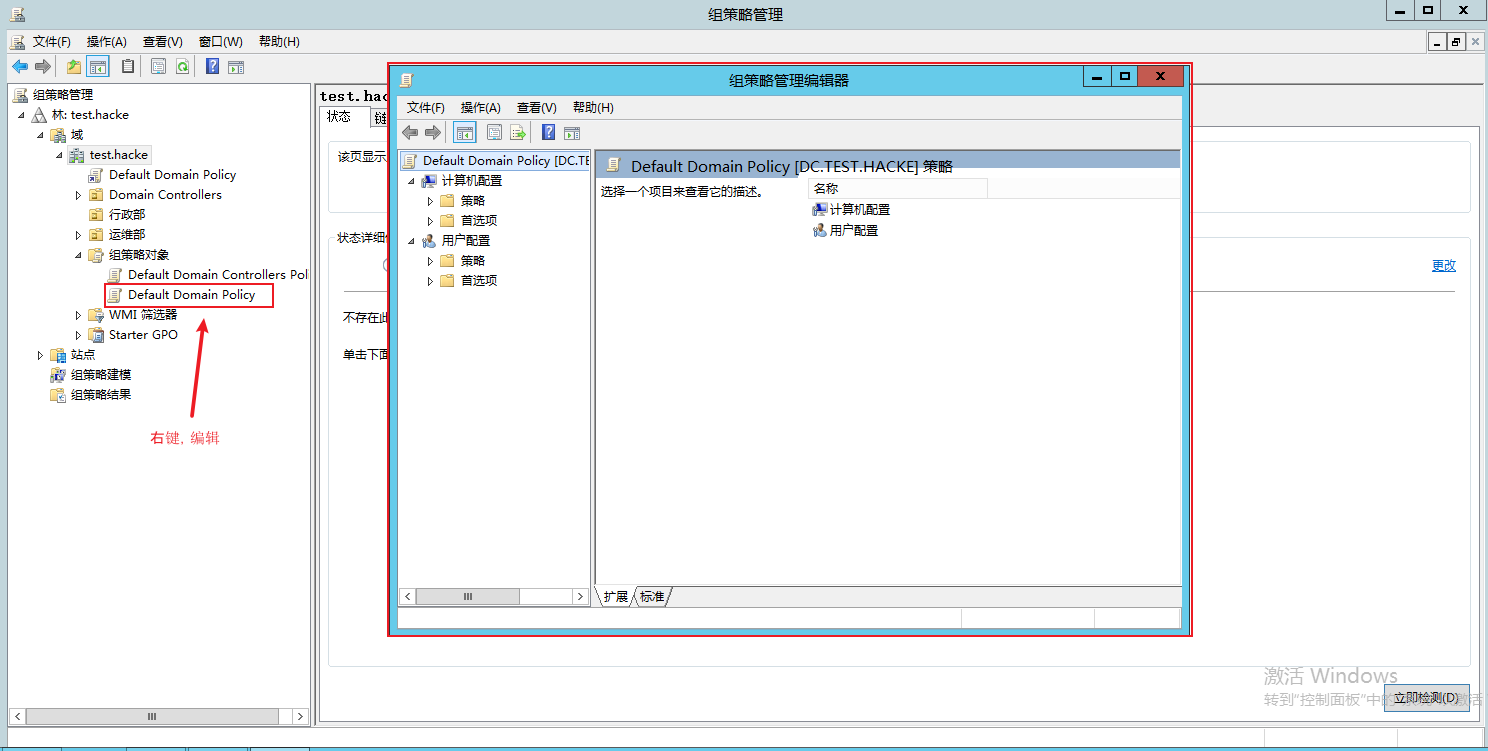 组策略管理
文件(F) 操作(A) 查看(V) 窗口(W) 帮助(H)
组策略管理
林: test.hacke
域
test.hacke
Default Domain Policy
Domain Controllers
行政部
运维部
组策略对象
Default Domain Controllers Pol
Default Domain Policy
WMI 筛选器
Starter GPO
站点
组策略建模
组策略结果
右键, 编辑
test.hac
状态 链
该页显示
状态详细
更改
不存在此
单击下面
组策略管理编辑器
文件(F) 操作(A) 查看(V) 帮助(H)
Default Domain Policy [DC.TE
计算机配置
策略
首选项
用户配置
策略
首选项
Default Domain Policy [DC.TEST.HACKE] 策略
选择一个项目来查看它的描述。
名称
计算机配置
用户配置
扩展 标准
激活 Windows
转到"控制面板"中的
激活
立即检测(D)